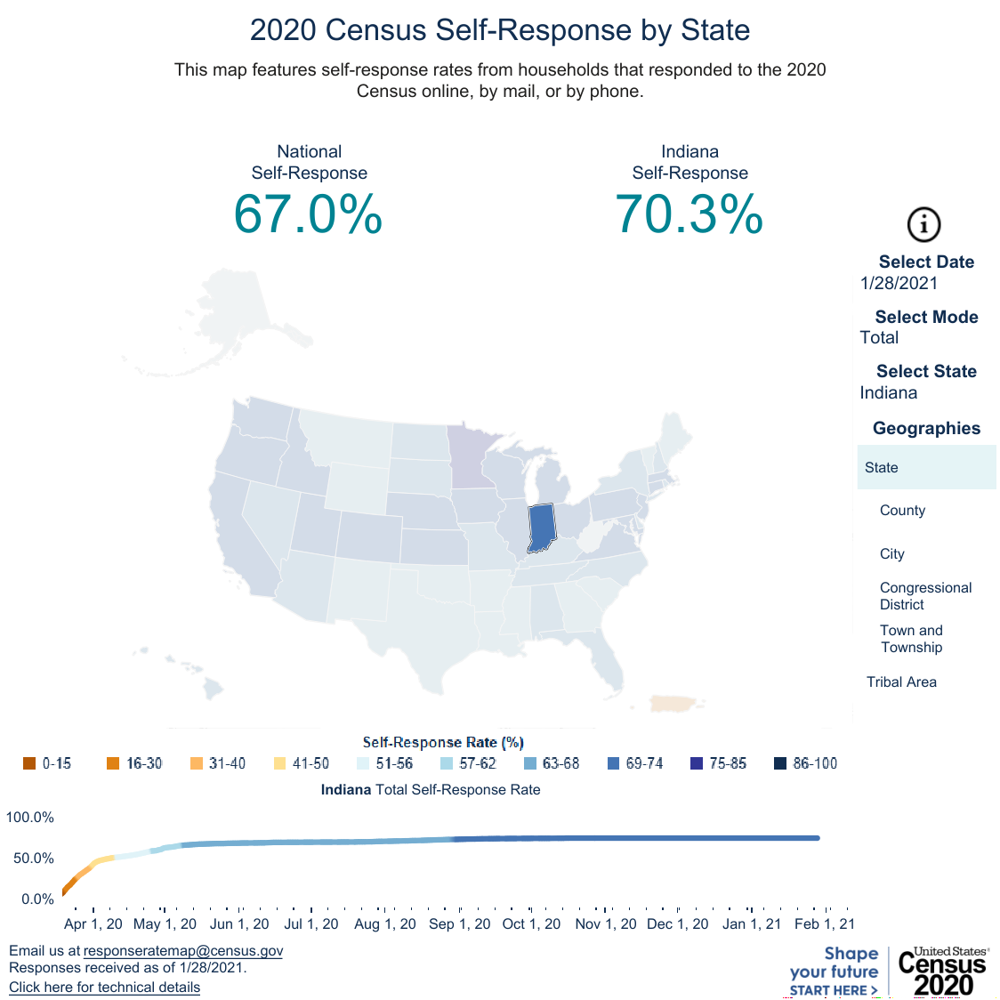 2020 Census Self-Response by State
This map features self-response rates from households that responded to the 2020
Census online, by mail, or by phone.
National
Self-Response
67.0%
Indiana
Self-Response
70.3%
i
Select Date
1/28/2021
Select Mode
Total
Select State
Indiana
Geographies
State
County
City
Congressional
District
Town and
Township
Tribal Area
Self-Response Rate (%)
0-15 16-30 31-40 41-50 51-56 57-62 63-68 69-74 75-85 86-100
Indiana Total Self-Response Rate
100.0%
50.0%
0.0%
Apr 1, 20 May 1, 20 Jun 1, 20 Jul 1, 20 Aug 1, 20 Sep 1, 20 Oct 1, 20 Nov 1, 20 Dec 1, 20 Jan 1, 21 Feb 1, 21
Email us at responseratemap@census.gov
Responses received as of 1/28/2021.
Click here for technical details
Shape
your future
START HERE >
United States®
Census
2020